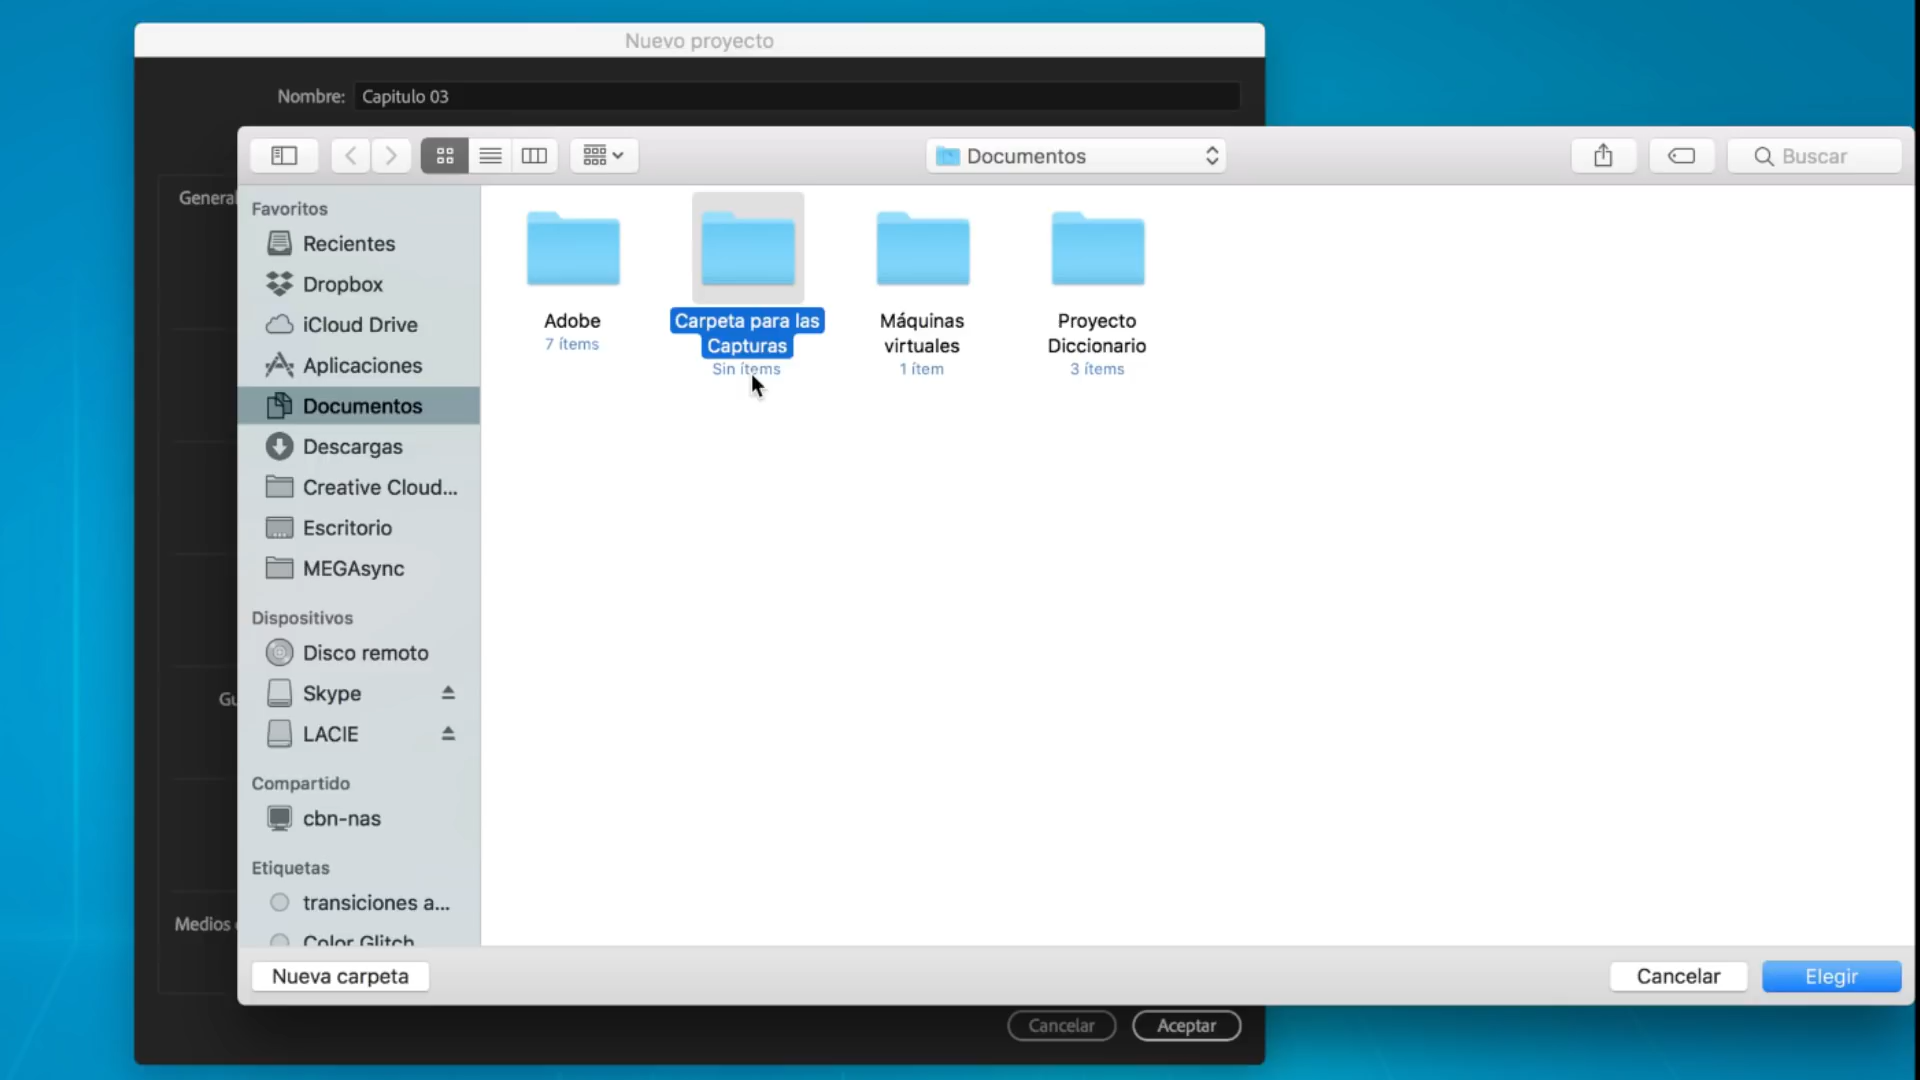 Nuevo proyecto
Nombre: Capitulo 03
Documentos
Buscar
General
Favoritos
Recientes
Dropbox
iCloud Drive
Aplicaciones
Documentos
Descargas
Creative Cloud...
Escritorio
MEGAsync
Dispositivos
Disco remoto
Skype
LACIE
Compartido
cbn-nas
Etiquetas
transiciones a...
Color Glitch
Adobe
7 ítems
Carpeta para las
Capturas
Sin ítems
Máquinas
virtuales
1 ítem
Proyecto
Diccionario
3 ítems
Gu
Medios
Nueva carpeta
Cancelar
Elegir
Cancelar
Aceptar